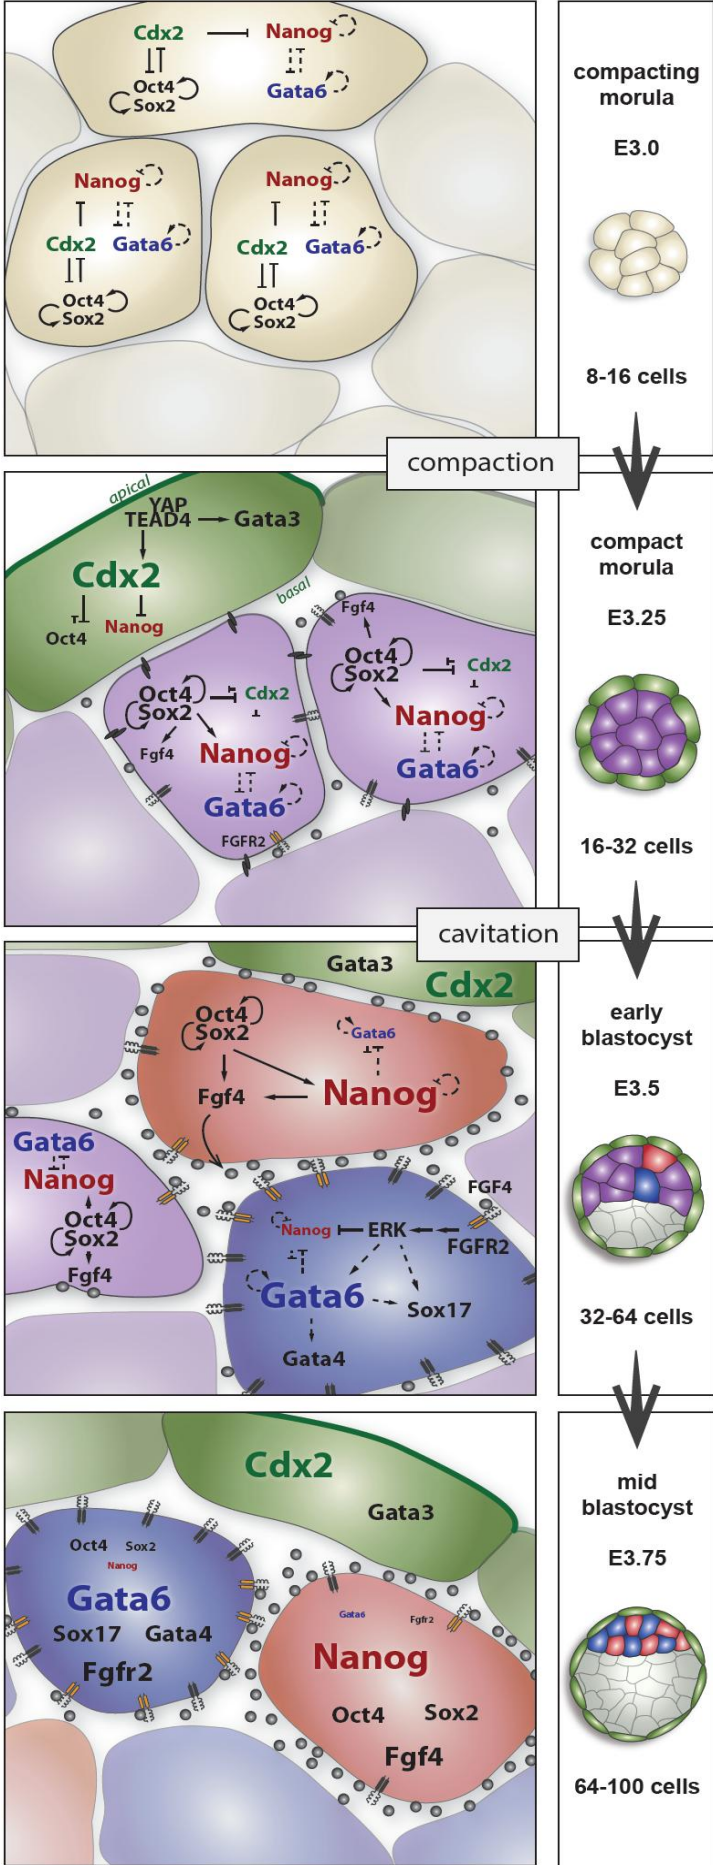 Cdx2
Nanog
Oct4
Sox2
Gata6
Nanog
Cdx2
Gata6
Oct4
Sox2
Nanog
Cdx2
Gata6
Oct4
Sox2
compacting
morula
E3.0
8-16 cells
compaction
apical
YAP
TEAD4
Gata3
Cdx2
Oct4
Nanog
basal
Fgf4
Oct4
Sox2
Cdx2
Nanog
Gata6
Oct4
Sox2
Cdx2
Fgf4
Nanog
Gata6
FGFR2
compact
morula
E3.25
16-32 cells
cavitation
Gata3
Cdx2
Oct4
Sox2
Gata6
Fgf4
Nanog
Gata6
Nanog
Oct4
Sox2
Fgf4
FGF4
Nanog
ERK
FGFR2
Gata6
Sox17
Gata4
early
blastocyst
E3.5
32-64 cells
Cdx2
Gata3
Oct4
Sox2
Nanog
Gata6
Sox17
Gata4
Fgfr2
Gata6
Fgfr2
Nanog
Oct4
Sox2
Fgf4
mid
blastocyst
E3.75
64-100 cells